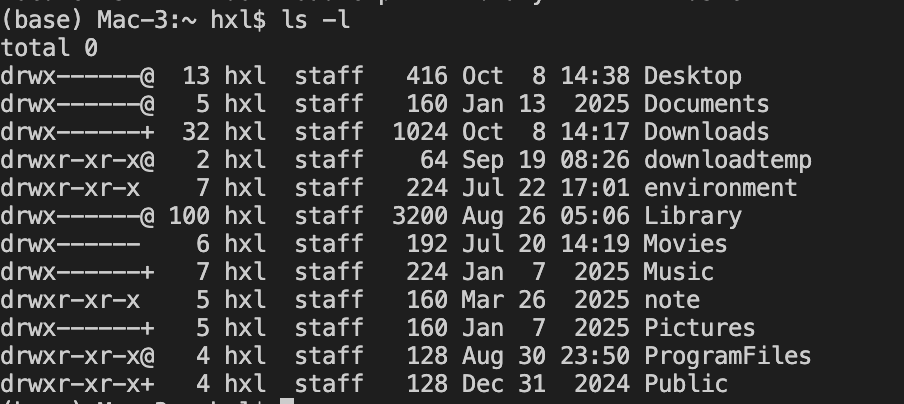 (base) Mac-3:~ hxl$ ls -l
total 0
drwx------@  13 hxl  staff   416 Oct  8 14:38 Desktop
drwx------@   5 hxl  staff   160 Jan 13  2025 Documents
drwx------+  32 hxl  staff  1024 Oct  8 14:17 Downloads
drwxr-xr-x@   2 hxl  staff    64 Sep 19 08:26 downloadtemp
drwxr-xr-x    7 hxl  staff   224 Jul 22 17:01 environment
drwx------@ 100 hxl  staff  3200 Aug 26 05:06 Library
drwx------    6 hxl  staff   192 Jul 20 14:19 Movies
drwx------+   7 hxl  staff   224 Jan  7  2025 Music
drwxr-xr-x    5 hxl  staff   160 Mar 26  2025 note
drwx------+   5 hxl  staff   160 Jan  7  2025 Pictures
drwxr-xr-x@   4 hxl  staff   128 Aug 30 23:50 ProgramFiles
drwxr-xr-x+   4 hxl  staff   128 Dec 31  2024 Public